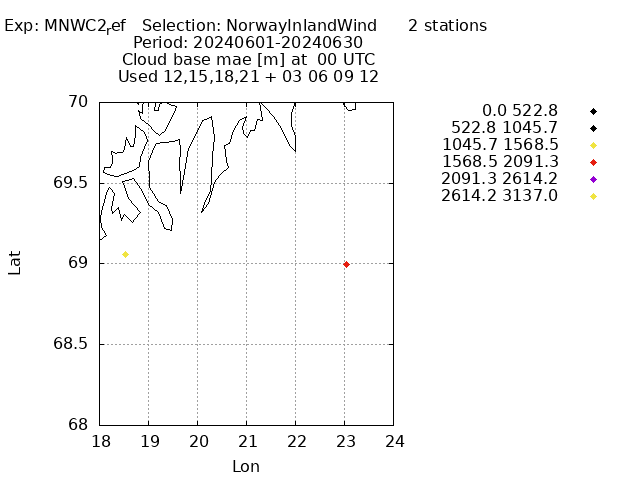 Exp: MNWC2ref Selection: NorwayInlandWind 2 stations
Period: 20240601-20240630
Cloud base mae [m] at 00 UTC
Used 12,15,18,21 + 03 06 09 12
0.0 522.8
522.8 1045.7
1045.7 1568.5
1568.5 2091.3
2091.3 2614.2
2614.2 3137.0
70
69.5
69
68.5
68
Lat
18 19 20 21 22 23 24
Lon